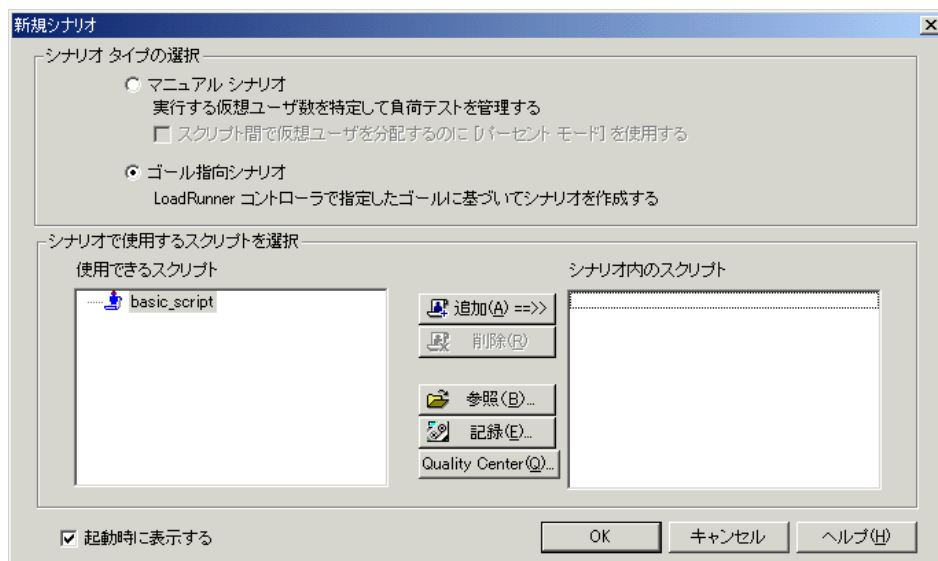 新規シナリオ
シナリオ タイプの選択
マニュアル シナリオ
実行する仮想ユーザ数を特定して負荷テストを管理する
スクリプト間で仮想ユーザを分配するのに [パーセント モード] を使用する
ゴール指向シナリオ
LoadRunner コントローラで指定したゴールに基づいてシナリオを作成する
シナリオで使用するスクリプトを選択
使用できるスクリプト
シナリオ内のスクリプト
basic_script
追加(A) ==>>
削除(R)
参照(B)...
記録(E)...
Quality Center(Q)...
起動時に表示する
OK
キャンセル
ヘルプ(H)